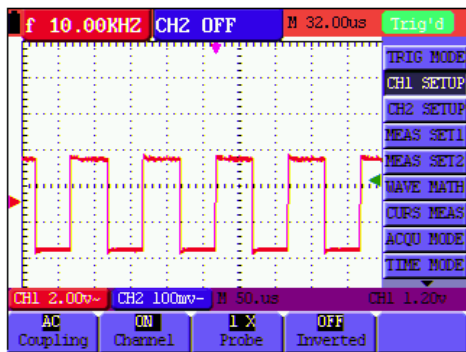 f 10.00KHZ CH2 OFF M 32.00us Trig'd
TRIG MODE
CH1 SETUP
CH2 SETUP
MEAS SET1
MEAS SET2
WAVE MATH
CURS MEAS
ACQU MODE
TIME MODE
CH1 2.00v~ CH2 100mv- M 50.us CH1 1.20v
AC ON 1 X OFF
Coupling Channel Probe Inverted